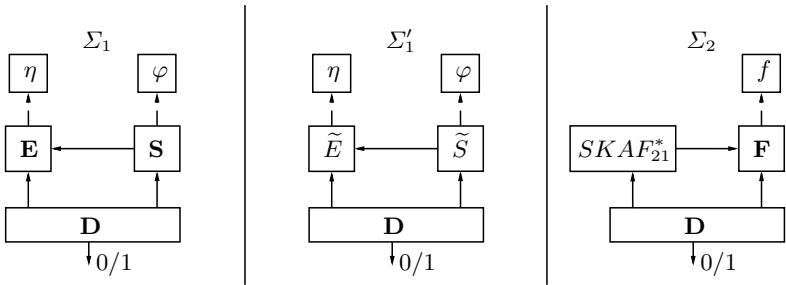 Σ₁ Σ′₁ Σ₂
η φ η φ f
E S Ẽ S̃ SKAF*₂₁ F
D D D
0/1 0/1 0/1